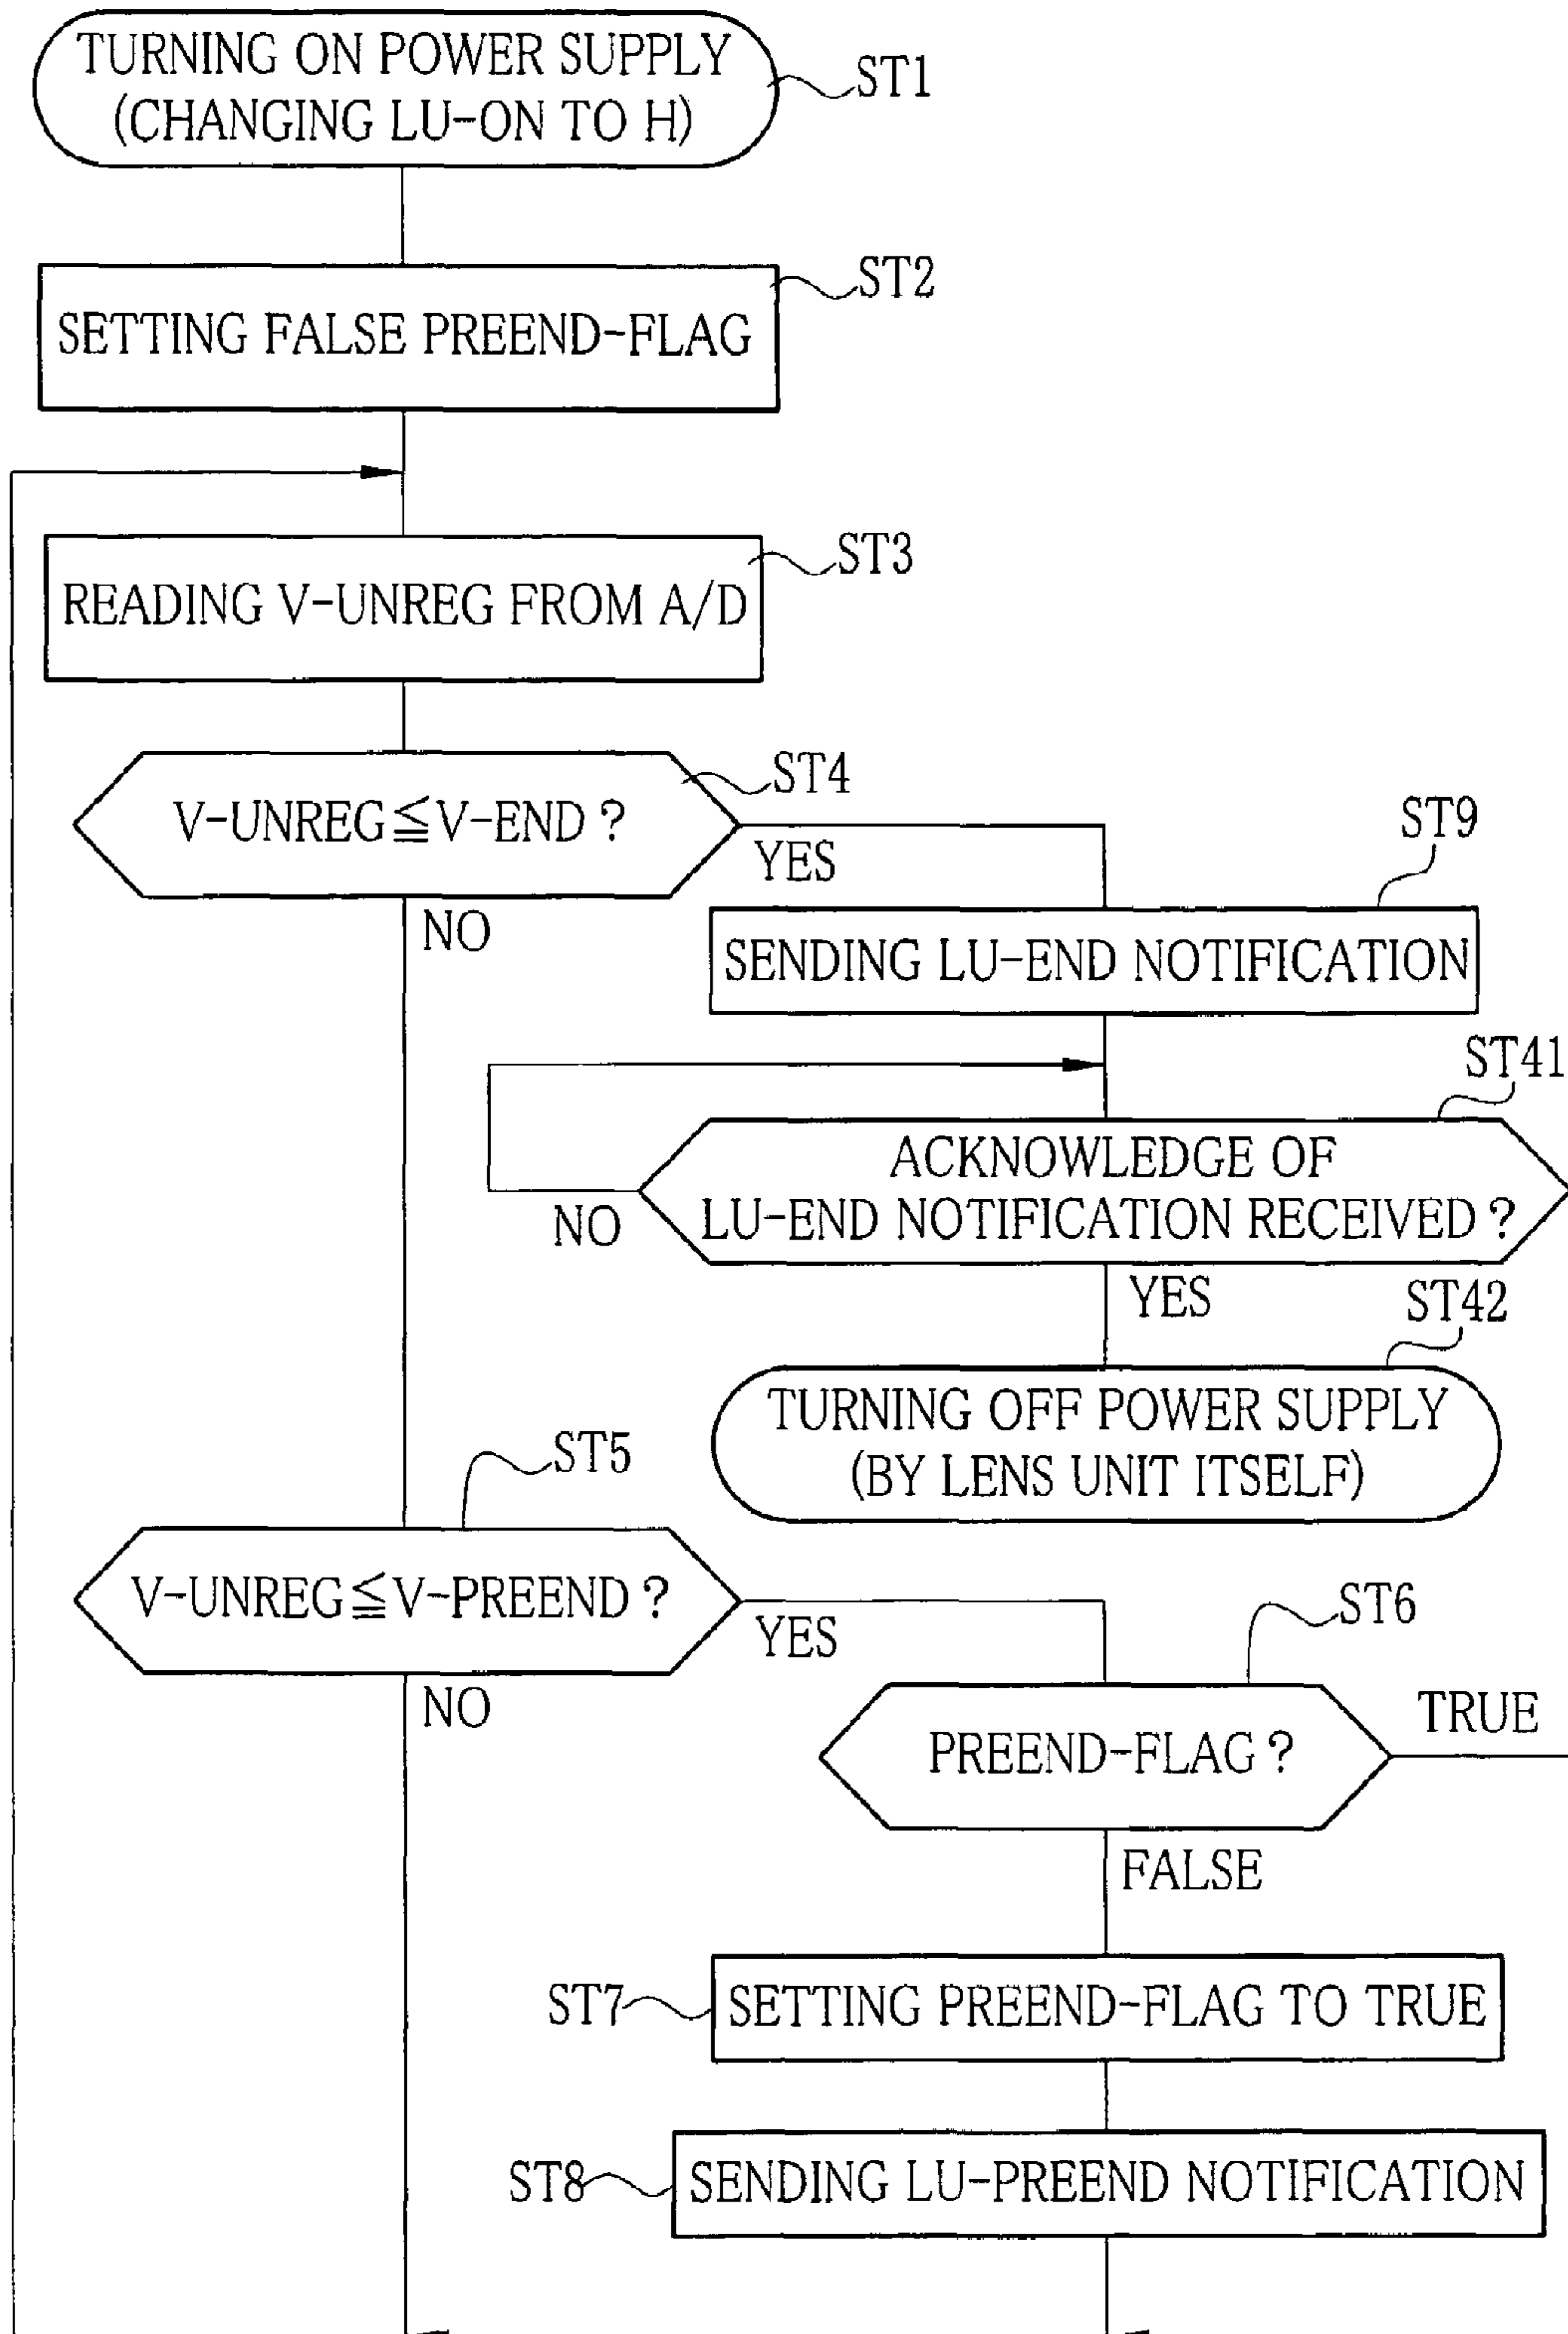 TURNING ON POWER SUPPLY
(CHANGING LU-ON TO H)
ST1
ST2
SETTING FALSE PREEND-FLAG
ST3
READING V-UNREG FROM A/D
ST4
V-UNREG≦V-END?
YES
NO
ST9
SENDING LU-END NOTIFICATION
ST41
ACKNOWLEDGE OF
LU-END NOTIFICATION RECEIVED?
NO
YES
ST42
TURNING OFF POWER SUPPLY
(BY LENS UNIT ITSELF)
ST5
V-UNREG≦V-PREEND?
YES
NO
ST6
PREEND-FLAG?
TRUE
FALSE
ST7
SETTING PREEND-FLAG TO TRUE
ST8
SENDING LU-PREEND NOTIFICATION